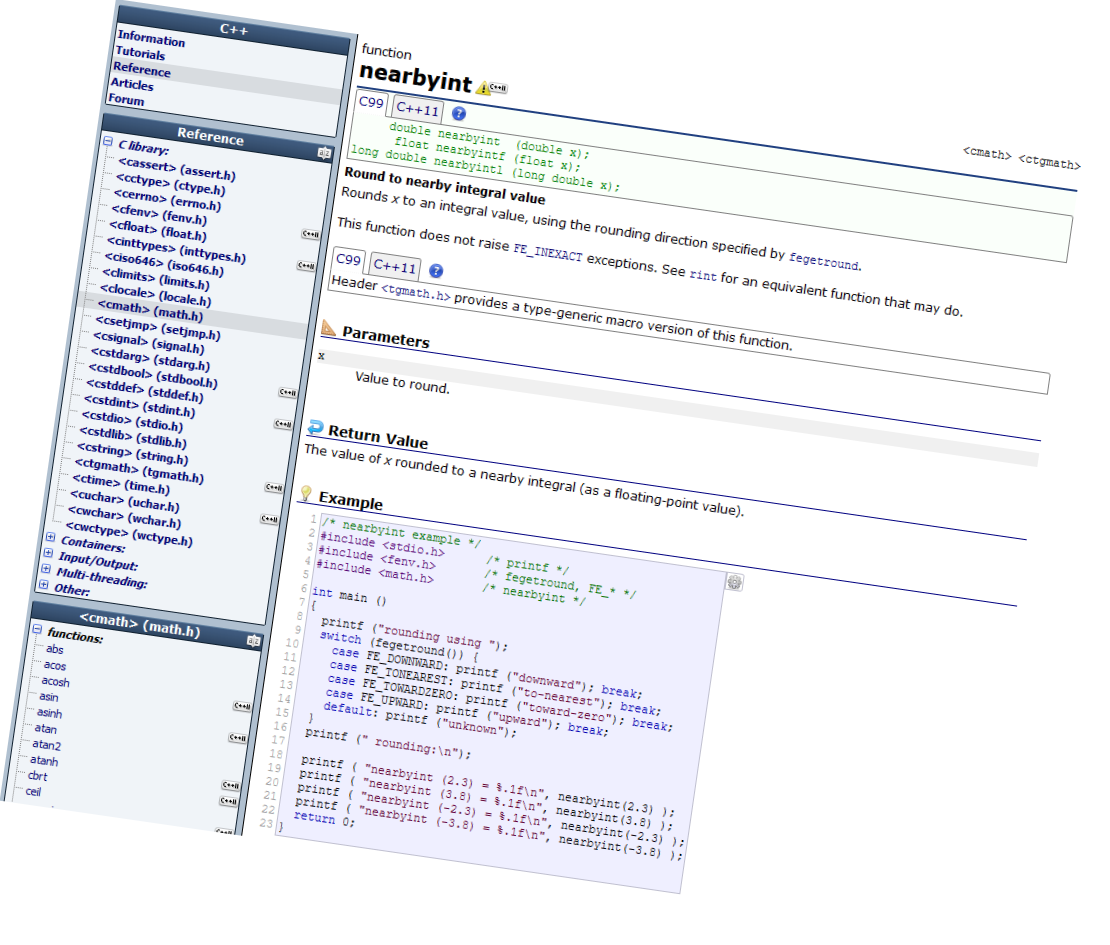 C++
Information
Tutorials
Reference
Articles
Forum
Reference
C library:
<cassert> (assert.h)
<cctype> (ctype.h)
<cerrno> (errno.h)
<cfenv> (fenv.h)
<cfloat> (float.h)
<cinttypes> (inttypes.h)
<ciso646> (iso646.h)
<climits> (limits.h)
<clocale> (locale.h)
<cmath> (math.h)
<csetjmp> (setjmp.h)
<csignal> (signal.h)
<cstdarg> (stdarg.h)
<cstdbool> (stdbool.h)
<cstddef> (stddef.h)
<cstdint> (stdint.h)
<cstdio> (stdio.h)
<cstdlib> (stdlib.h)
<cstring> (string.h)
<ctgmath> (tgmath.h)
<ctime> (time.h)
<cuchar> (uchar.h)
<cwchar> (wchar.h)
<cwctype> (wctype.h)
Containers:
Input/Output:
Multi-threading:
Other:
<cmath> (math.h)
functions:
abs
acos
acosh
asin
asinh
atan
atan2
atanh
cbrt
ceil
function
nearbyint
<cmath> <ctgmath>
C99 C++11 ?
double nearbyint (double x);
float nearbyintf (float x);
long double nearbyintl (long double x);
Round to nearby integral value
Rounds x to an integral value, using the rounding direction specified by fegetround.
This function does not raise FE_INEXACT exceptions. See rint for an equivalent function that may do.
C99 C++11 ?
Header <tgmath.h> provides a type-generic macro version of this function.
Parameters
x
Value to round.
Return Value
The value of x rounded to a nearby integral (as a floating-point value).
Example
1 /* nearbyint example */
2 #include <stdio.h> /* printf */
3 #include <fenv.h> /* fegetround, FE_* */
4 #include <math.h> /* nearbyint */
5
6 int main ()
7 {
8 printf ("rounding using ");
9 switch (fegetround()) {
10 case FE_DOWNWARD: printf ("downward"); break;
11 case FE_TONEAREST: printf ("to-nearest"); break;
12 case FE_TOWARDZERO: printf ("toward-zero"); break;
13 case FE_UPWARD: printf ("upward"); break;
14 default: printf ("unknown");
15 }
16 printf (" rounding:\n");
17
18 printf ( "nearbyint (2.3) = %.1f\n", nearbyint(2.3) );
19 printf ( "nearbyint (3.8) = %.1f\n", nearbyint(3.8) );
20 printf ( "nearbyint (-2.3) = %.1f\n", nearbyint(-2.3) );
21 printf ( "nearbyint (-3.8) = %.1f\n", nearbyint(-3.8) );
22 return 0;
23 }